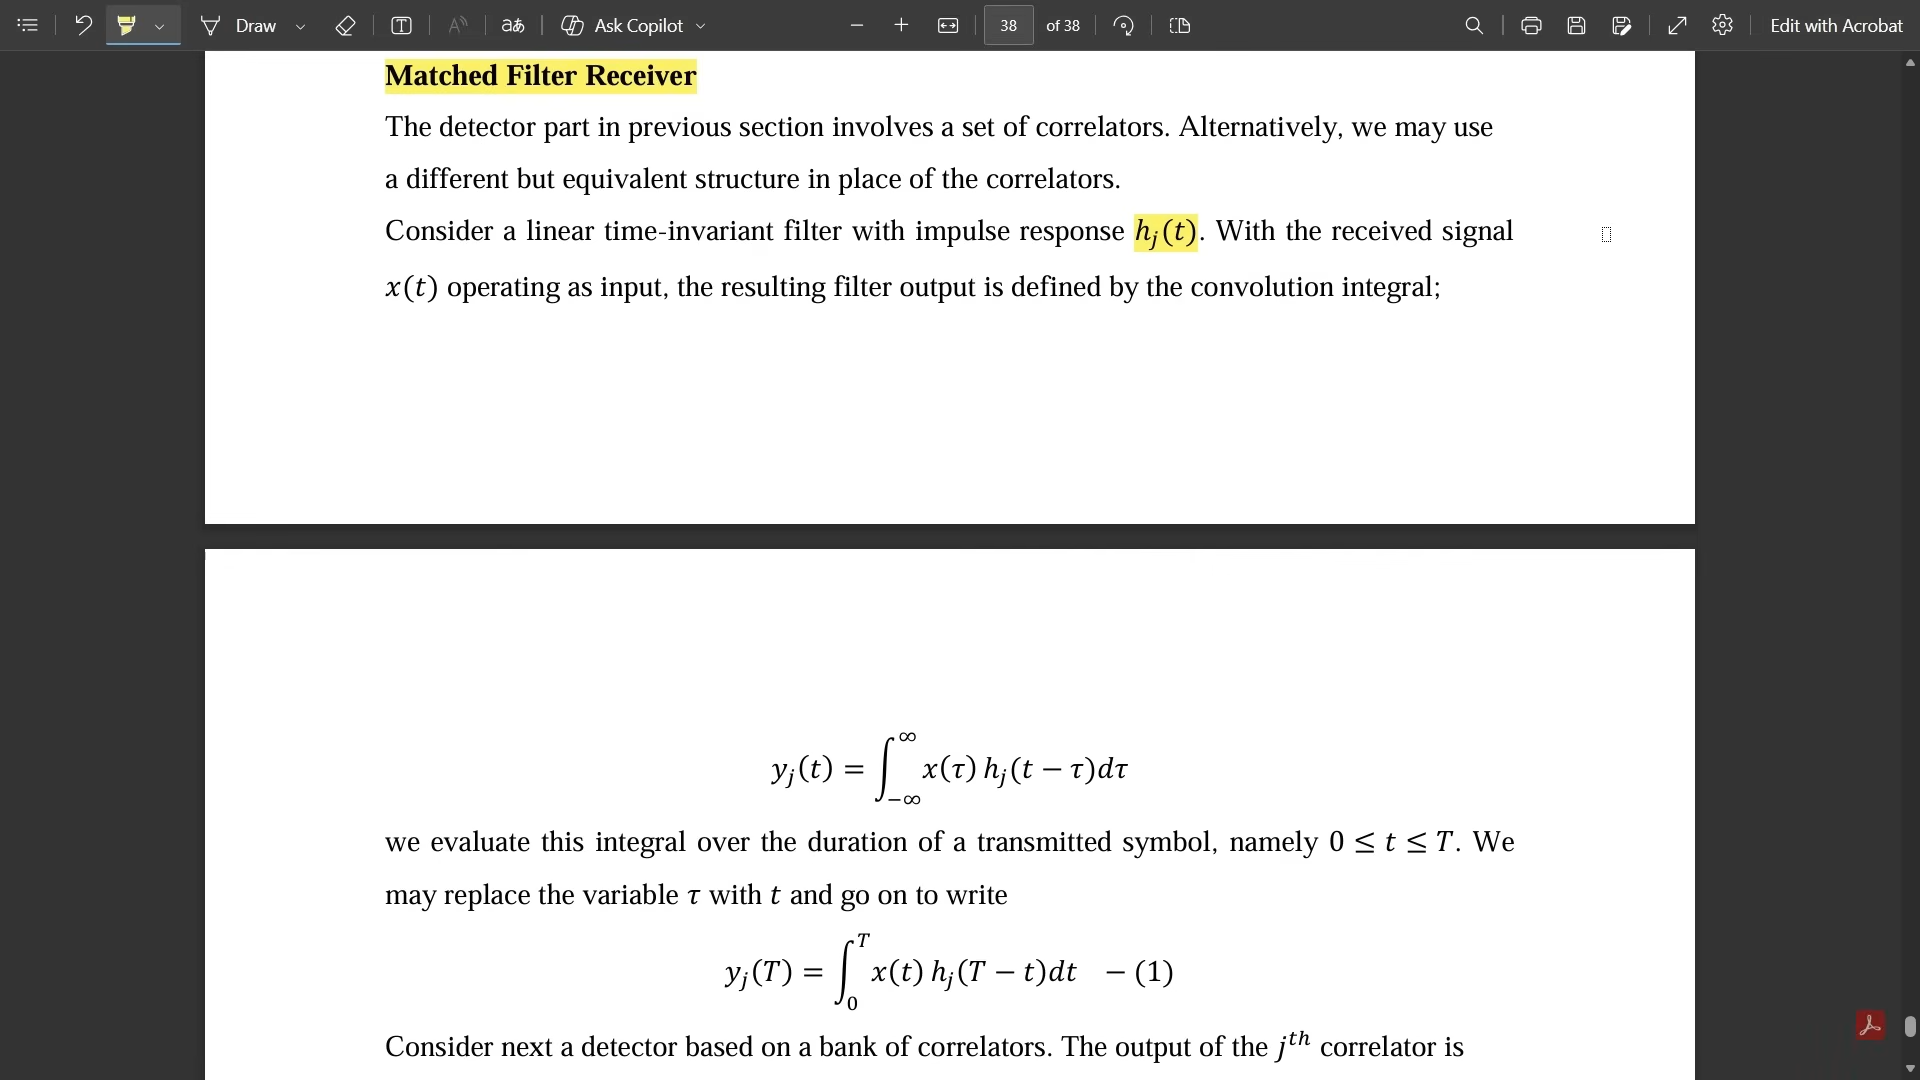 Draw
aあ
Ask Copilot
38 of 38
Edit with Acrobat
Matched Filter Receiver
The detector part in previous section involves a set of correlators. Alternatively, we may use
a different but equivalent structure in place of the correlators.
Consider a linear time-invariant filter with impulse response hⱼ(t). With the received signal
x(t) operating as input, the resulting filter output is defined by the convolution integral;
yⱼ(t) = ∫_{-∞}^{∞} x(τ) hⱼ(t − τ)dτ
we evaluate this integral over the duration of a transmitted symbol, namely 0 ≤ t ≤ T. We
may replace the variable τ with t and go on to write
yⱼ(T) = ∫_{0}^{T} x(t) hⱼ(T − t)dt − (1)
Consider next a detector based on a bank of correlators. The output of the j^{th} correlator is